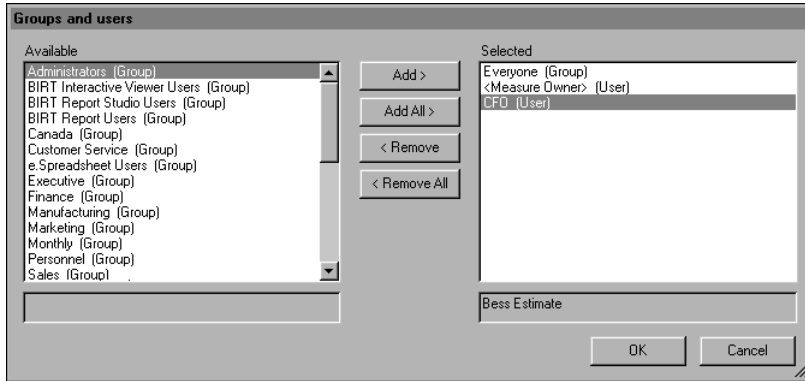 Groups and users
Available
Administrators (Group)
BIRT Interactive Viewer Users (Group)
BIRT Report Studio Users (Group)
BIRT Report Users (Group)
Canada (Group)
Customer Service (Group)
e.Spreadsheet Users (Group)
Executive (Group)
Finance (Group)
Manufacturing (Group)
Marketing (Group)
Monthly (Group)
Personnel (Group)
Sales (Group)
Add >
Add All >
< Remove
< Remove All
Selected
Everyone (Group)
<Measure Owner> (User)
CFO (User)
Bess Estimate
OK
Cancel